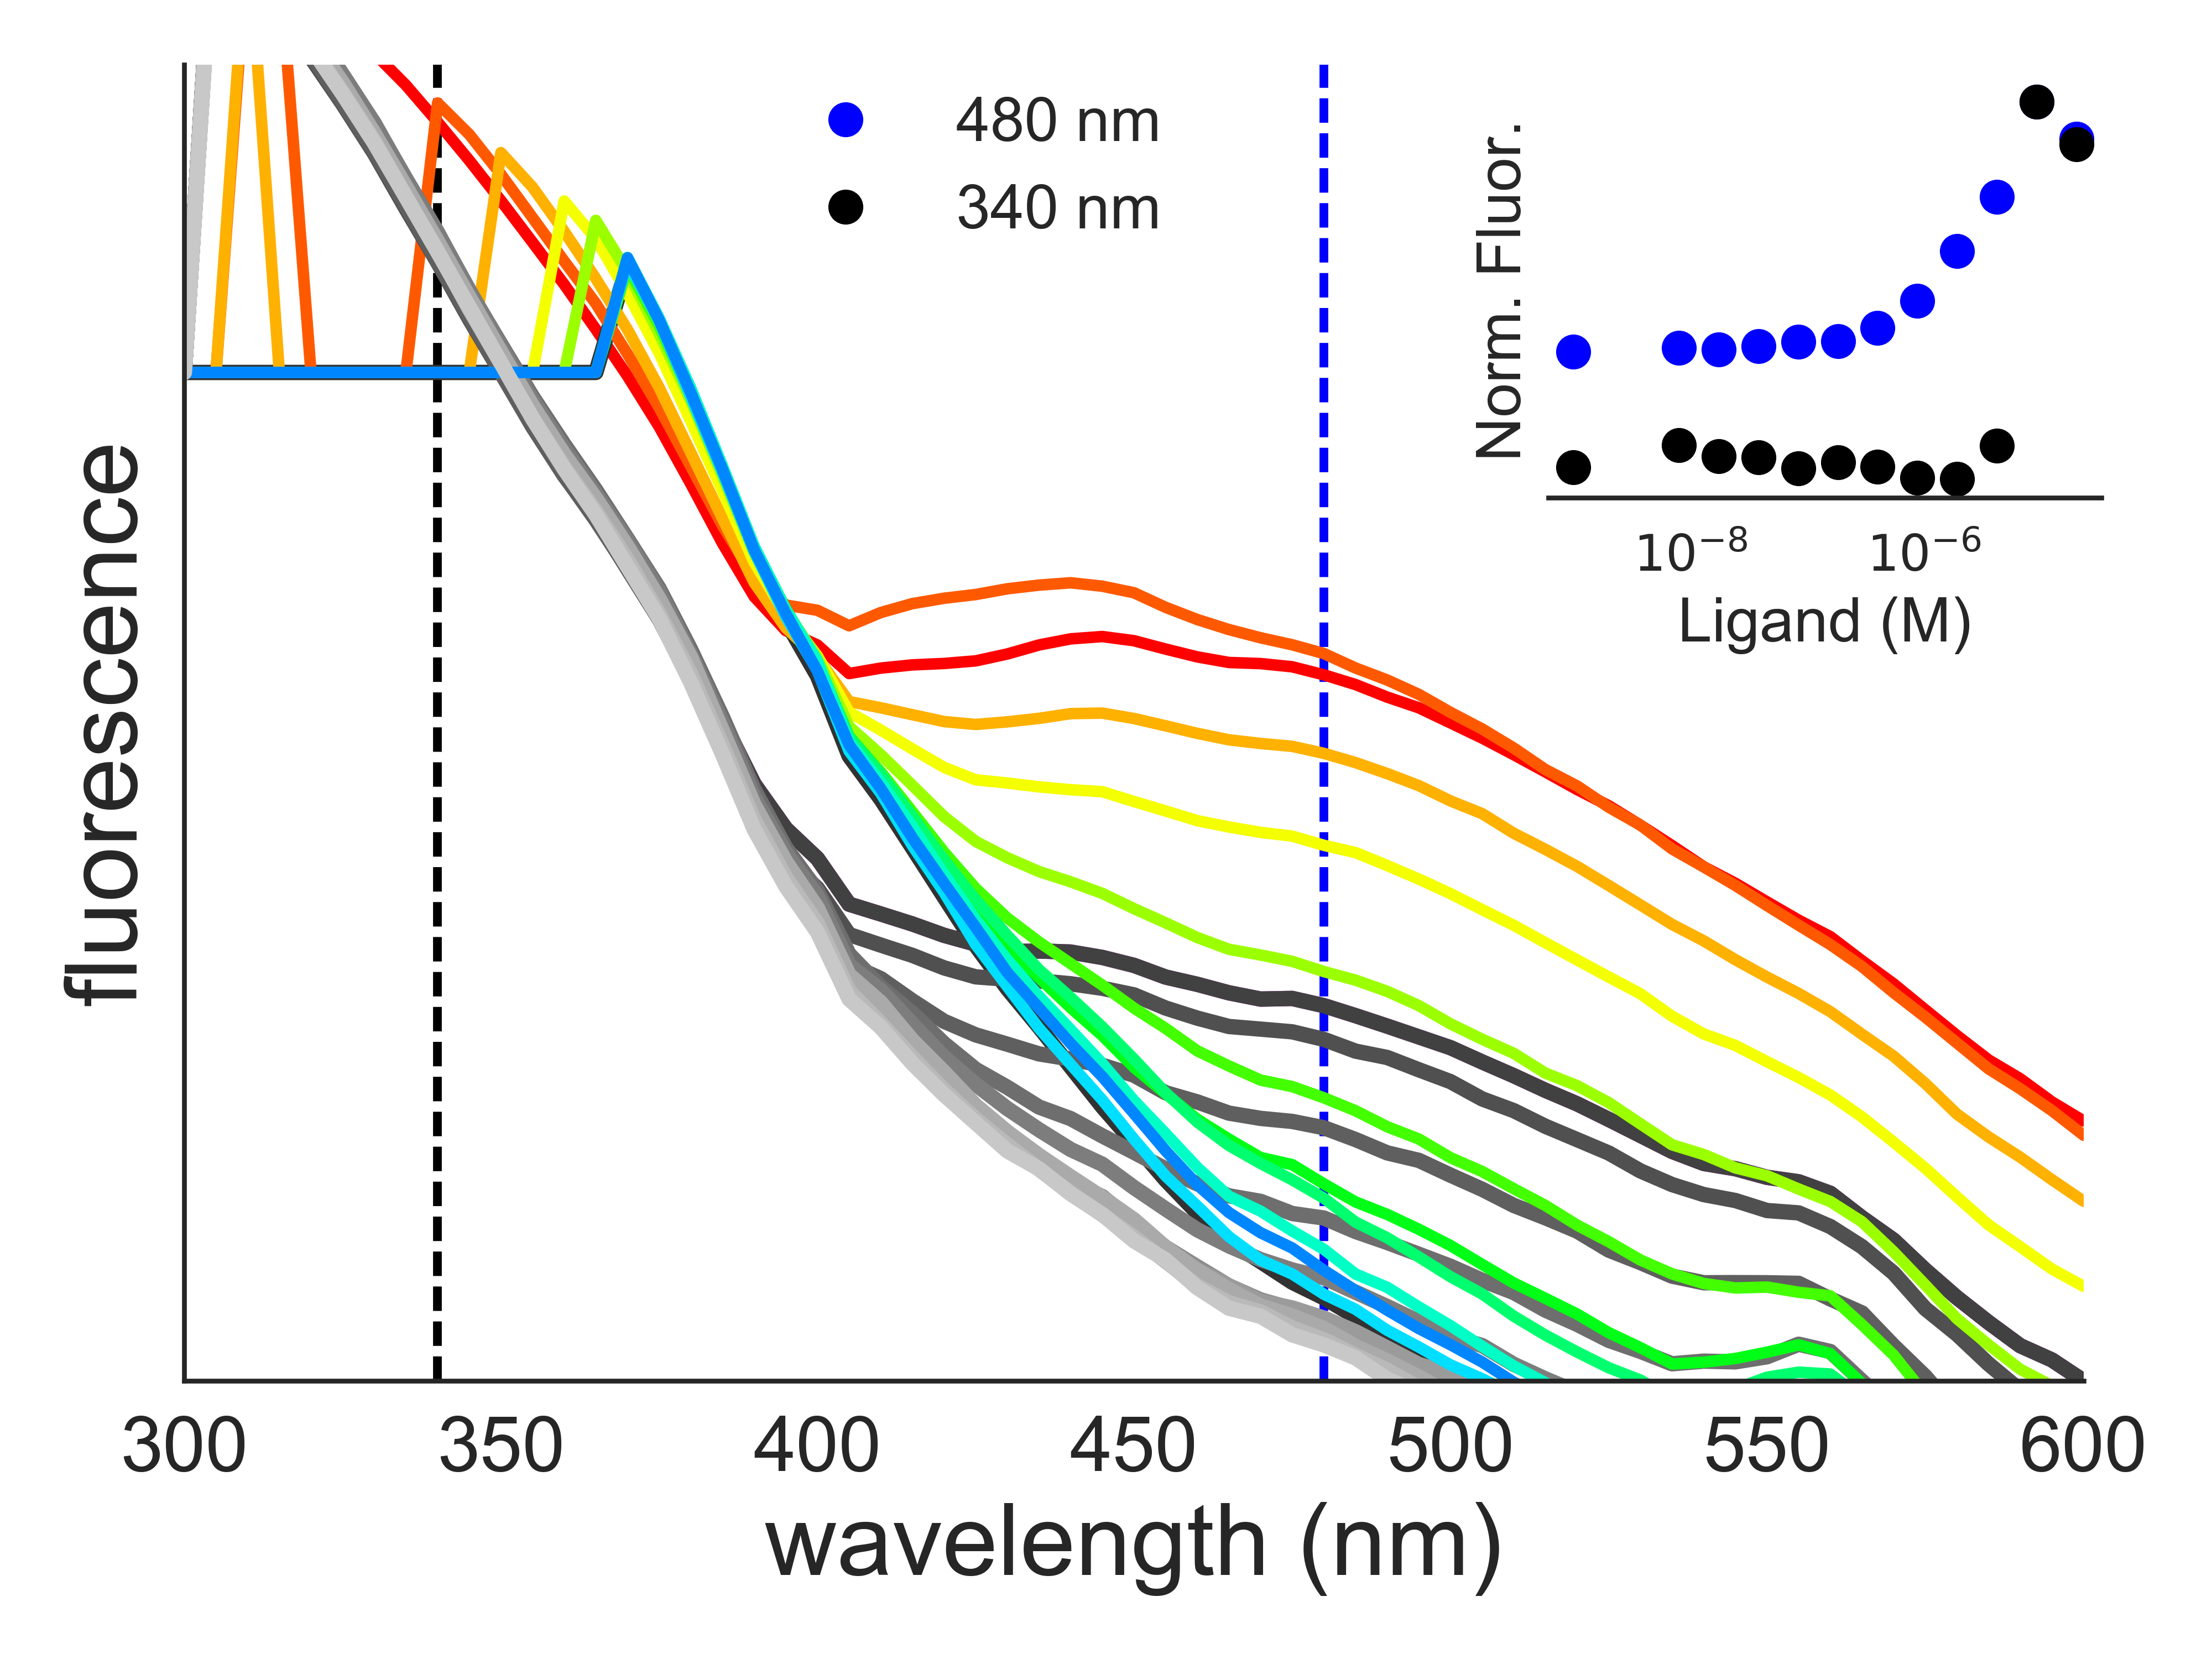 480 nm
340 nm
Norm. Fluor.
10⁻⁸ 10⁻⁶
Ligand (M)
fluorescence
300 350 400 450 500 550 600
wavelength (nm)